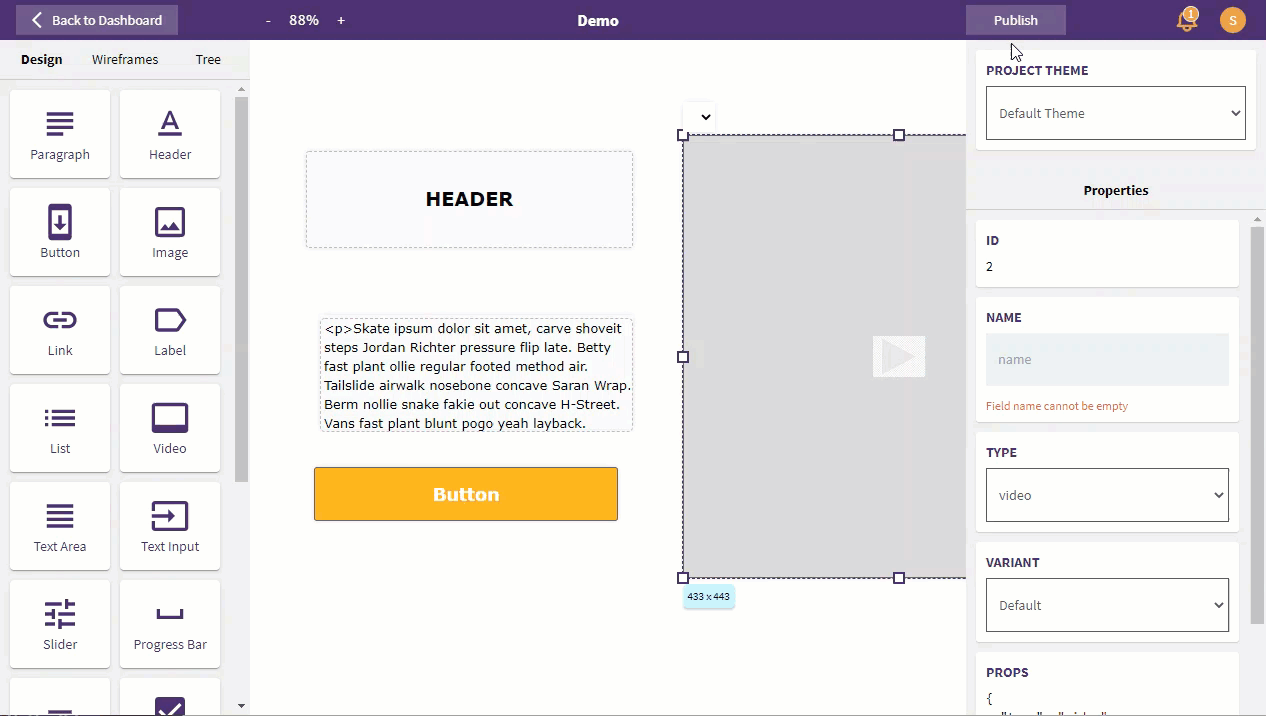 Back to Dashboard
- 88% +
Demo
Publish
1
S
Design Wireframes Tree
Paragraph Header
Button Image
Link Label
List Video
Text Area Text Input
Slider Progress Bar
HEADER
<p>Skate ipsum dolor sit amet, carve shoveit
steps Jordan Richter pressure flip late. Betty
fast plant ollie regular footed method air.
Tailslide airwalk nosebone concave Saran Wrap.
Berm nollie snake fakie out concave H-Street.
Vans fast plant blunt pogo yeah layback.
Button
433 x 443
PROJECT THEME
Default Theme
Properties
ID
2
NAME
name
Field name cannot be empty
TYPE
video
VARIANT
Default
PROPS
{